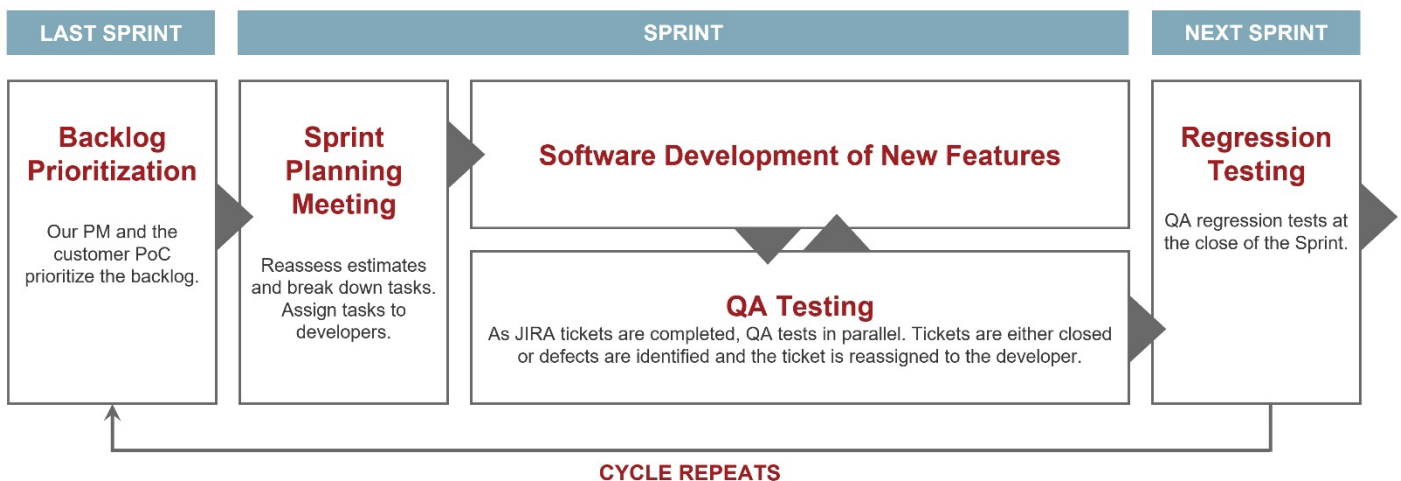 LAST SPRINT
SPRINT
NEXT SPRINT
Backlog
Prioritization
Our PM and the
customer PoC
prioritize the backlog.
Sprint
Planning
Meeting
Reassess estimates
and break down tasks.
Assign tasks to
developers.
Software Development of New Features
QA Testing
As JIRA tickets are completed, QA tests in parallel. Tickets are either closed
or defects are identified and the ticket is reassigned to the developer.
Regression
Testing
QA regression tests at
the close of the Sprint.
CYCLE REPEATS